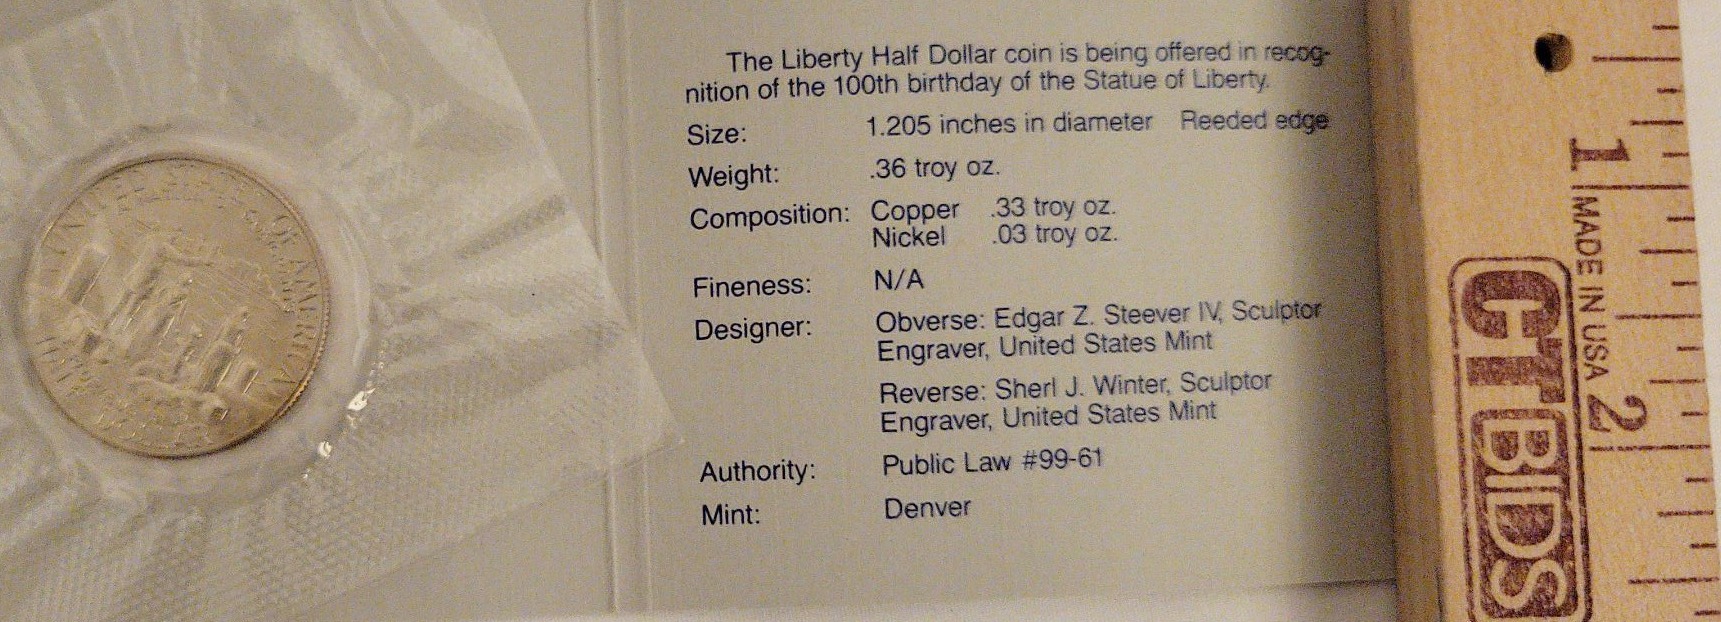 The Liberty Half Dollar coin is being offered in recog-
nition of the 100th birthday of the Statue of Liberty.
Size: 1.205 inches in diameter Reeded edge
Weight: .36 troy oz.
Composition: Copper .33 troy oz.
Nickel .03 troy oz.
Fineness: N/A
Designer: Obverse: Edgar Z. Steever IV, Sculptor
Engraver, United States Mint
Reverse: Sherl J. Winter, Sculptor
Engraver, United States Mint
Authority: Public Law #99-61
Mint: Denver
OF AMERICA
1
MADE IN USA
2
CTBIDS